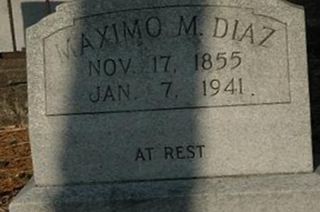 MAXIMO M. DIAZ
NOV. 17, 1855
JAN. 7, 1941.
AT REST